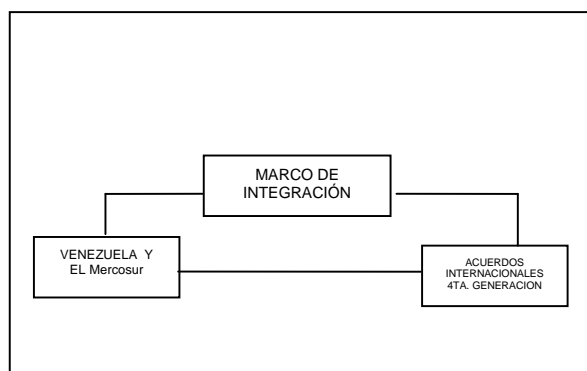 MARCO DE
INTEGRACIÓN
VENEZUELA Y
EL Mercosur
ACUERDOS
INTERNACIONALES
4TA. GENERACION